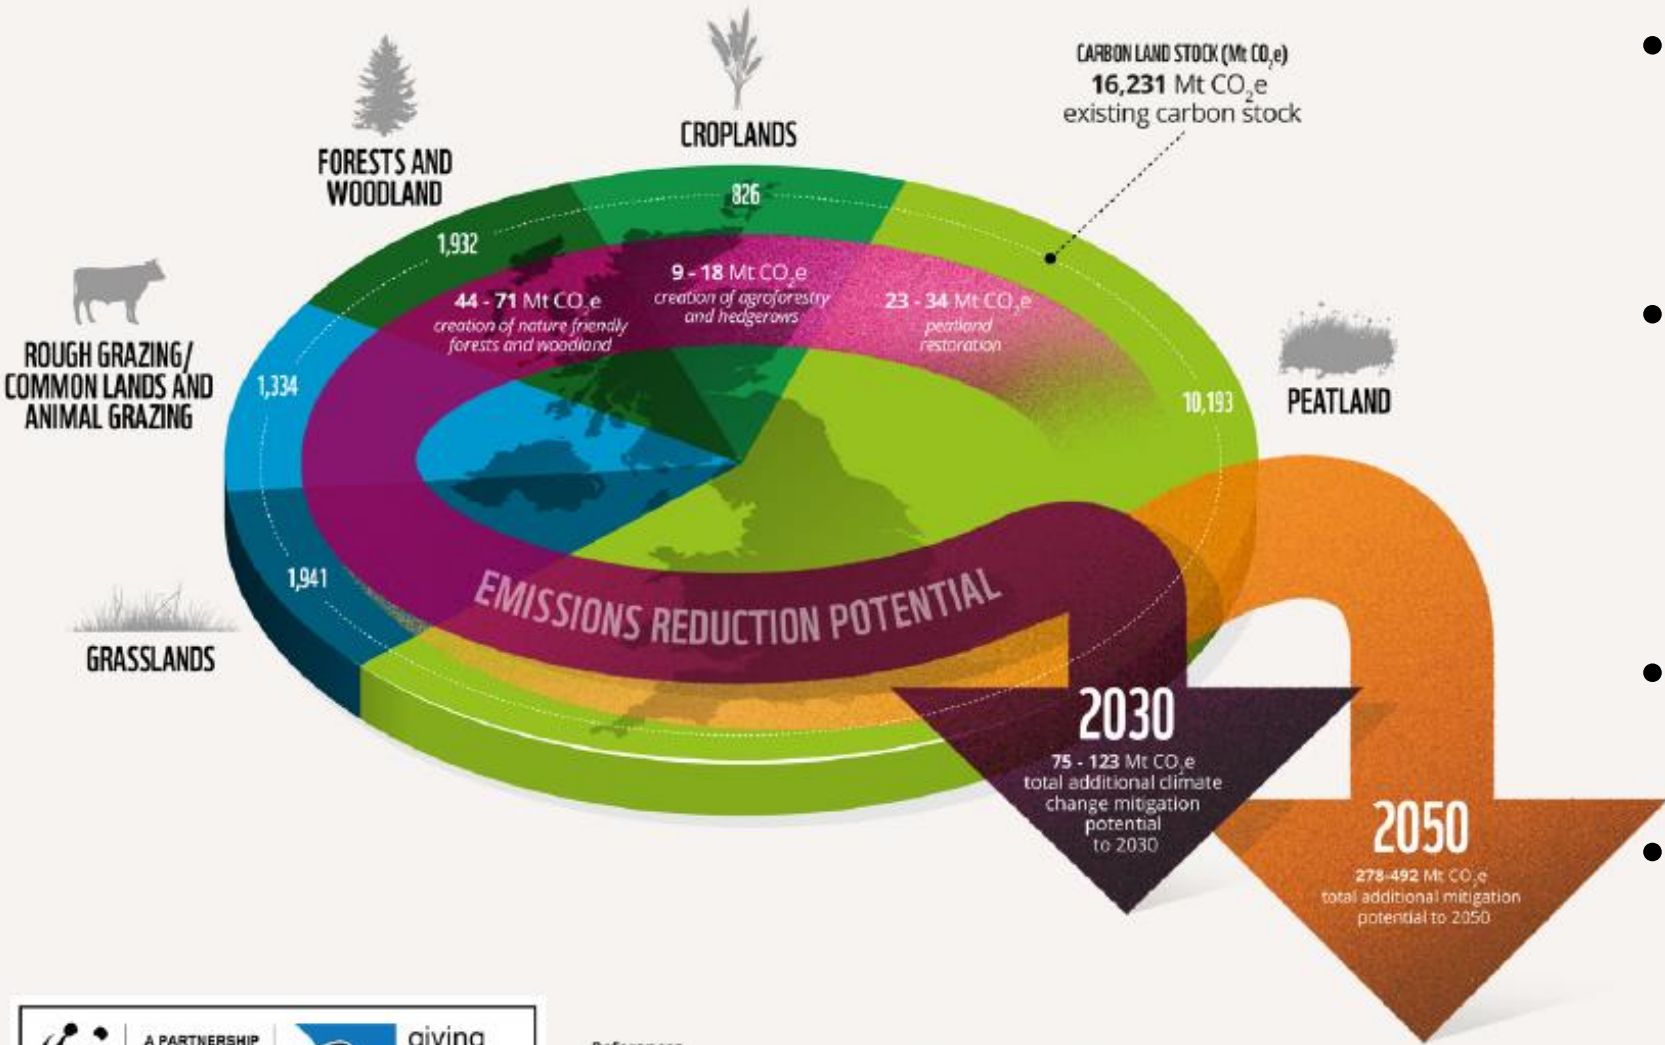 CROPLANDS
CARBON LAND STOCK (Mt CO₂e)
16,231 Mt CO₂e
existing carbon stock
FORESTS AND
WOODLAND
826
1,932
9 - 18 Mt CO₂e
creation of agroforestry
and hedgerows
44 - 71 Mt CO₂e
creation of nature friendly
forests and woodland
23 - 34 Mt CO₂e
peatland
restoration
ROUGH GRAZING/
COMMON LANDS AND
ANIMAL GRAZING
1,334
10,193
PEATLAND
1,941
GRASSLANDS
EMISSIONS REDUCTION POTENTIAL
2030
75 - 123 Mt CO₂e
total additional climate
change mitigation
potential
to 2030
2050
278-492 Mt CO₂e
total additional mitigation
potential to 2050
A PARTNERSHIP
giving